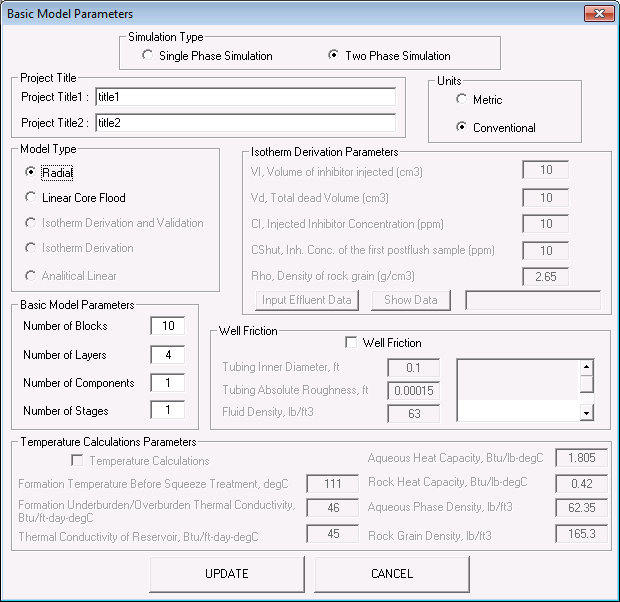 Basic Model Parameters
Simulation Type
Single Phase Simulation
Two Phase Simulation
Project Title
Project Title1 : title1
Project Title2 : title2
Units
Metric
Conventional
Model Type
Radial
Linear Core Flood
Isotherm Derivation and Validation
Isotherm Derivation
Analitical Linear
Isotherm Derivation Parameters
VI, Volume of inhibitor injected (cm3) 10
Vd, Total dead Volume (cm3) 10
CI, Injected Inhibitor Concentration (ppm) 10
CShut, Inh. Conc. of the first postflush sample (ppm) 10
Rho, Density of rock grain (g/cm3) 2.65
Input Effluent Data Show Data
Basic Model Parameters
Number of Blocks 10
Number of Layers 4
Number of Components 1
Number of Stages 1
Well Friction
Well Friction
Tubing Inner Diameter, ft 0.1
Tubing Absolute Roughness, ft 0.00015
Fluid Density, lb/ft3 63
Temperature Calculations Parameters
Temperature Calculations
Formation Temperature Before Squeeze Treatment, degC 111
Formation Underburden/Overburden Thermal Conductivity,
Btu/ft-day-degC 46
Thermal Conductivity of Reservoir, Btu/ft-day-degC 45
Aqueous Heat Capacity, Btu/lb-degC 1.805
Rock Heat Capacity, Btu/lb-degC 0.42
Aqueous Phase Density, lb/ft3 62.35
Rock Grain Density, lb/ft3 165.3
UPDATE CANCEL